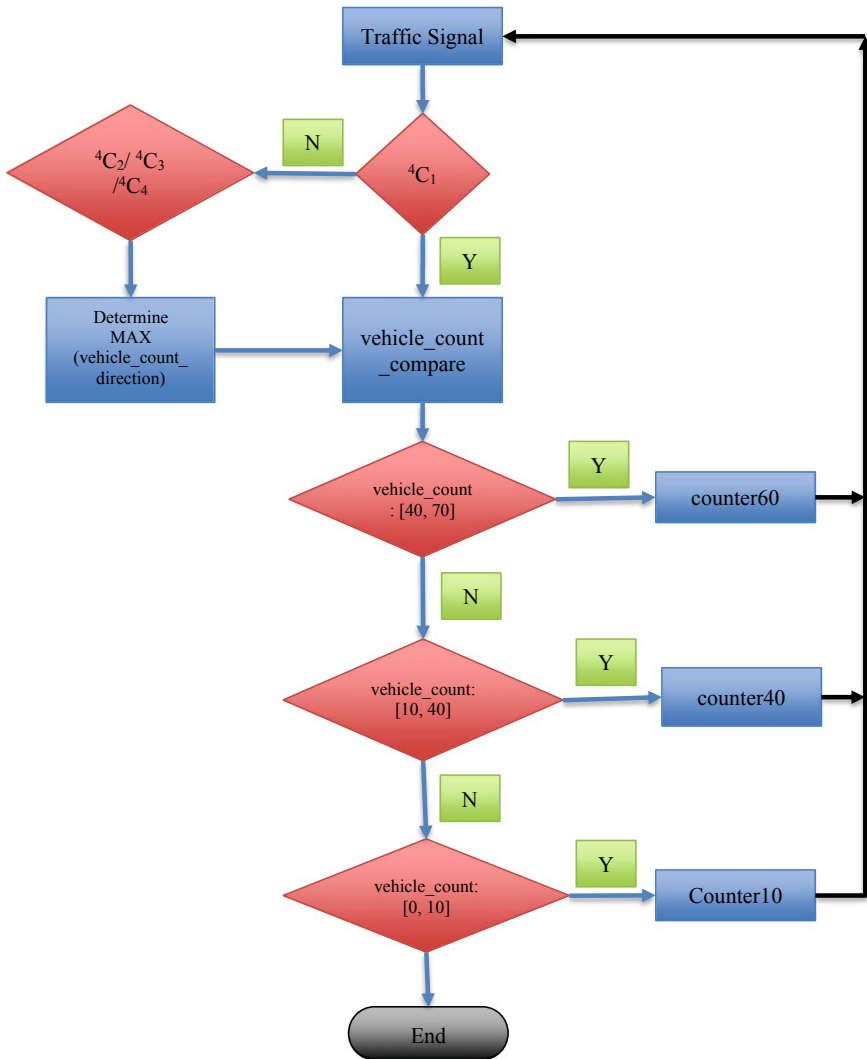 Traffic Signal
N
⁴C₂/ ⁴C₃
/⁴C₄
⁴C₁
Y
Determine
MAX
(vehicle_count_
direction)
vehicle_count
_compare
vehicle_count
: [40, 70]
Y
counter60
N
vehicle_count:
[10, 40]
Y
counter40
N
vehicle_count:
[0, 10]
Y
Counter10
End